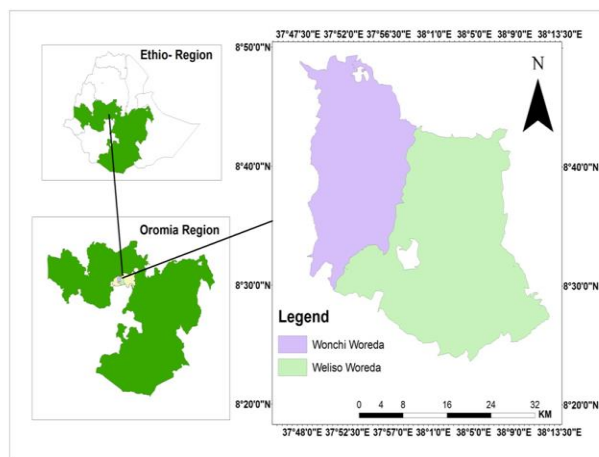 37°47'30"E 37°52'0"E 37°56'30"E 38°1'0"E 38°5'0"E 38°9'0"E 38°13'30"E
8°50'0"N
Ethio- Region
N
8°40'0"N
8°40'0"N
Oromia Region
8°30'0"N
8°30'0"N
Legend
Wonchi Woreda
Weliso Woreda
0 4 8 16 24 32
KM
8°20'0"N
8°20'0"N
37°48'0"E 37°52'30"E 37°57'0"E 38°1'0"E 38°5'0"E 38°9'0"E 38°13'30"E